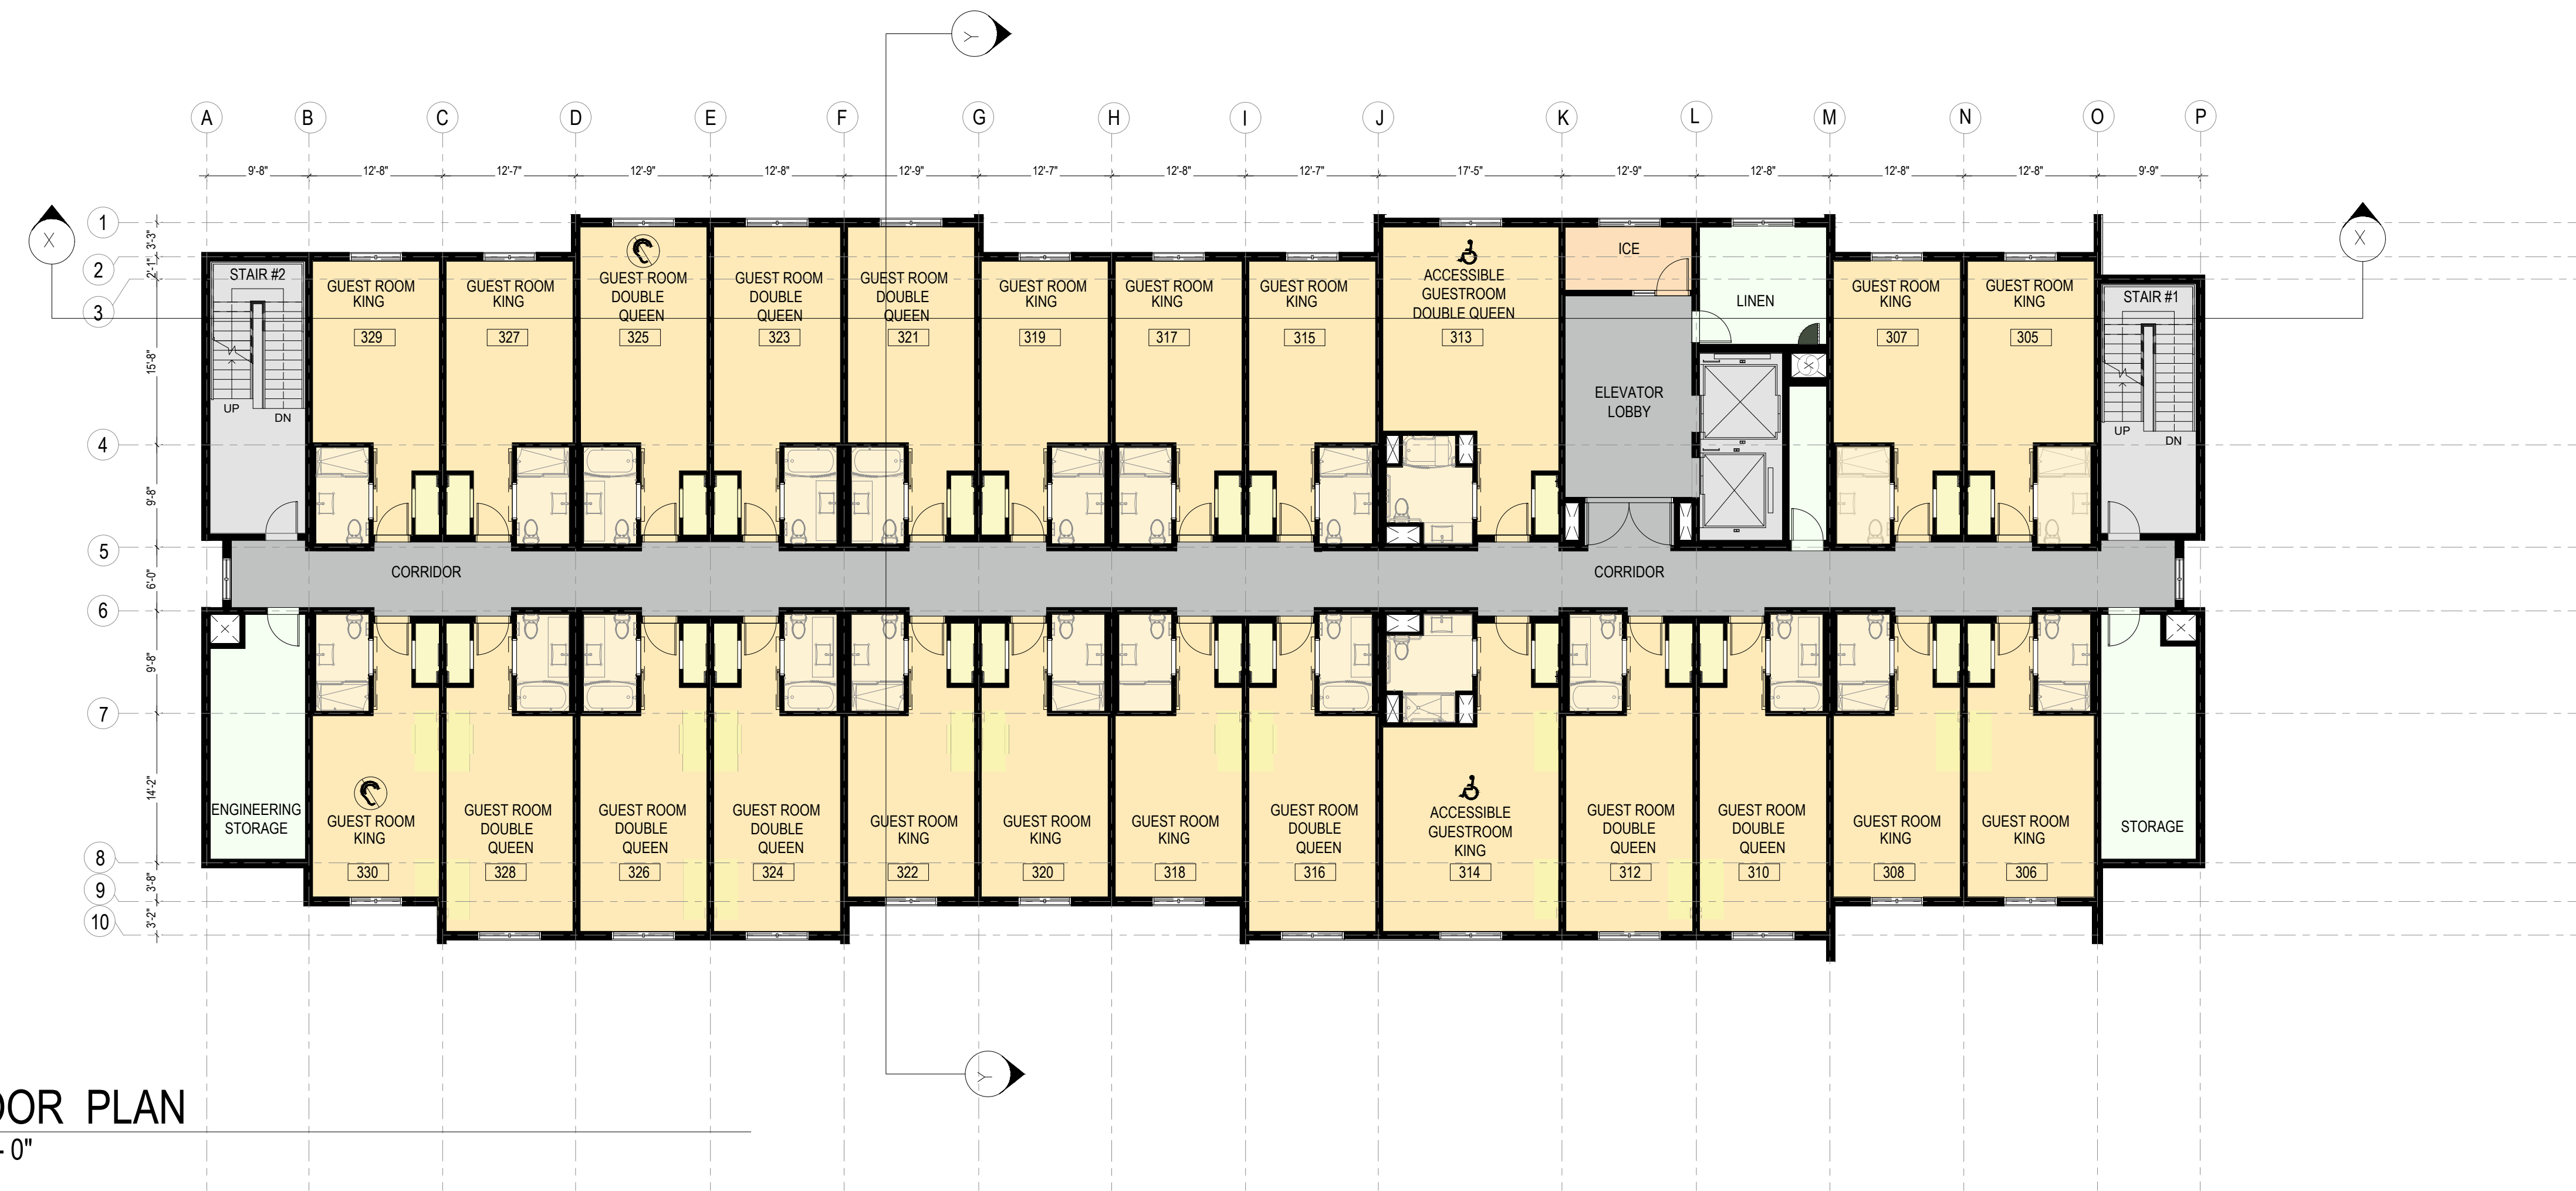 Y
A
B
C
D
E
F
G
H
I
J
K
L
M
N
O
P
9'-8"
12'-8"
12'-7"
12'-9"
12'-8"
12'-9"
12'-7"
12'-8"
12'-7"
17'-5"
12'-9"
12'-8"
12'-8"
12'-8"
9'-9"
X
X
1
2
3
4
5
6
7
8
9
10
3'-3"
2'-1"
15'-8"
9'-8"
6'-0"
9'-8"
14'-2"
3'-8"
3'-2"
STAIR #2
UP
DN
GUEST ROOM
KING
329
GUEST ROOM
KING
327
GUEST ROOM
DOUBLE
QUEEN
325
GUEST ROOM
DOUBLE
QUEEN
323
GUEST ROOM
DOUBLE
QUEEN
321
GUEST ROOM
KING
319
GUEST ROOM
KING
317
GUEST ROOM
KING
315
ACCESSIBLE
GUESTROOM
DOUBLE QUEEN
313
ICE
ELEVATOR
LOBBY
LINEN
GUEST ROOM
KING
307
GUEST ROOM
KING
305
STAIR #1
UP
DN
CORRIDOR
CORRIDOR
ENGINEERING
STORAGE
GUEST ROOM
KING
330
GUEST ROOM
DOUBLE
QUEEN
328
GUEST ROOM
DOUBLE
QUEEN
326
GUEST ROOM
DOUBLE
QUEEN
324
GUEST ROOM
KING
322
GUEST ROOM
KING
320
GUEST ROOM
KING
318
GUEST ROOM
DOUBLE
QUEEN
316
ACCESSIBLE
GUESTROOM
KING
314
GUEST ROOM
DOUBLE
QUEEN
312
GUEST ROOM
DOUBLE
QUEEN
310
GUEST ROOM
KING
308
GUEST ROOM
KING
306
STORAGE
Y
OOR PLAN
- 0"